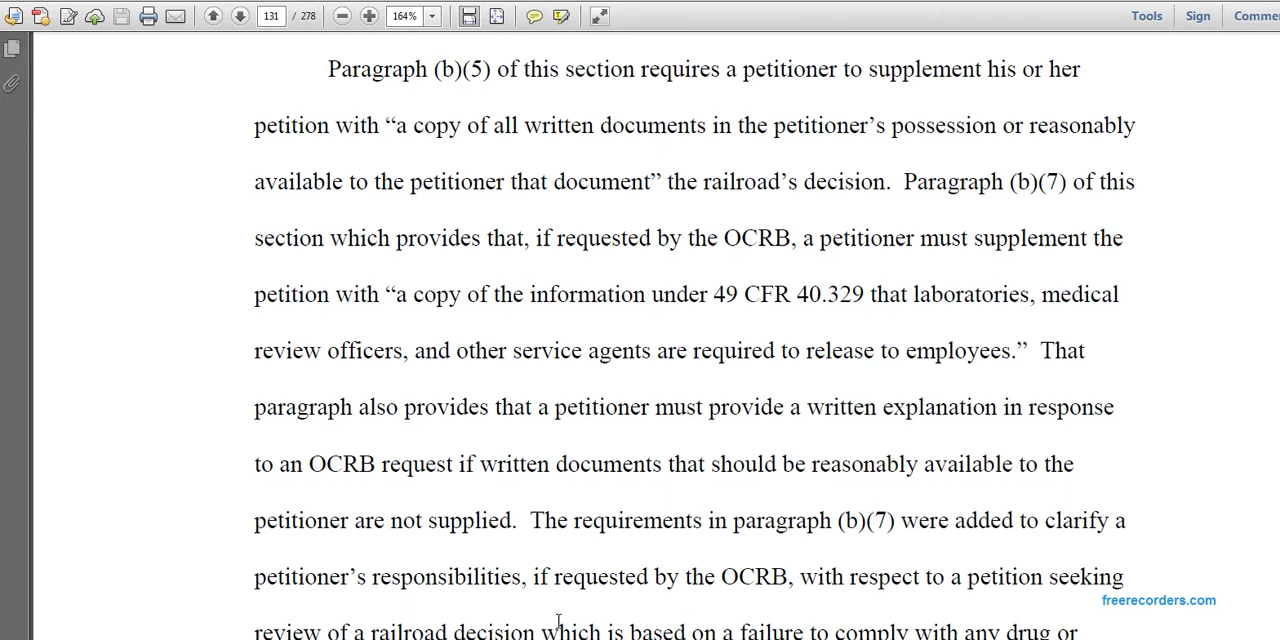 131 / 278 164% Tools Sign Comme
Paragraph (b)(5) of this section requires a petitioner to supplement his or her
petition with “a copy of all written documents in the petitioner’s possession or reasonably
available to the petitioner that document” the railroad’s decision.  Paragraph (b)(7) of this
section which provides that, if requested by the OCRB, a petitioner must supplement the
petition with “a copy of the information under 49 CFR 40.329 that laboratories, medical
review officers, and other service agents are required to release to employees.”  That
paragraph also provides that a petitioner must provide a written explanation in response
to an OCRB request if written documents that should be reasonably available to the
petitioner are not supplied.  The requirements in paragraph (b)(7) were added to clarify a
petitioner’s responsibilities, if requested by the OCRB, with respect to a petition seeking
freerecorders.com
review of a railroad decision which is based on a failure to comply with any drug or